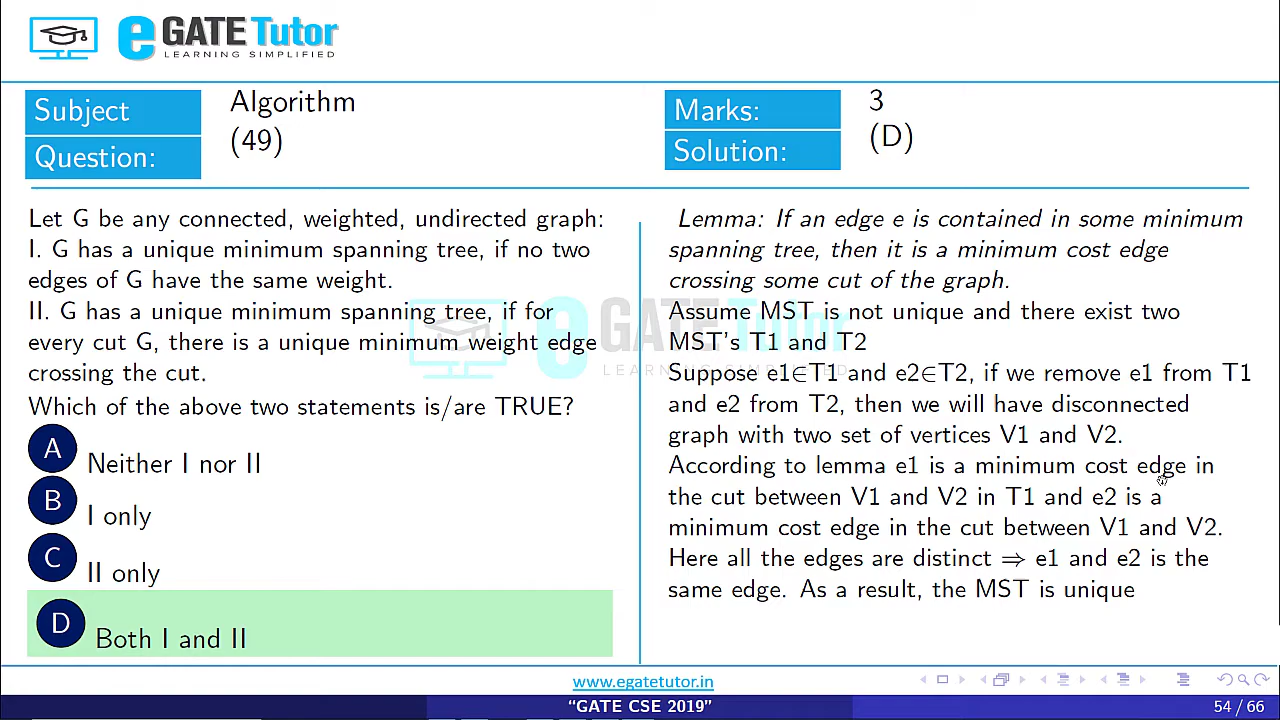 e GATE Tutor
LEARNING SIMPLIFIED
Subject
Algorithm
Question:
(49)
Marks:
3
Solution:
(D)
Let G be any connected, weighted, undirected graph:
I. G has a unique minimum spanning tree, if no two
edges of G have the same weight.
II. G has a unique minimum spanning tree, if for
every cut G, there is a unique minimum weight edge
crossing the cut.
Which of the above two statements is/are TRUE?
A Neither I nor II
B I only
C II only
D Both I and II
Lemma: If an edge e is contained in some minimum
spanning tree, then it is a minimum cost edge
crossing some cut of the graph.
Assume MST is not unique and there exist two
MST's T1 and T2
Suppose e1∈T1 and e2∈T2, if we remove e1 from T1
and e2 from T2, then we will have disconnected
graph with two set of vertices V1 and V2.
According to lemma e1 is a minimum cost edge in
the cut between V1 and V2 in T1 and e2 is a
minimum cost edge in the cut between V1 and V2.
Here all the edges are distinct ⇒ e1 and e2 is the
same edge. As a result, the MST is unique
e GATE Tutor
LEARNING SIMPLIFIED
www.egatetutor.in
"GATE CSE 2019"
54 / 66